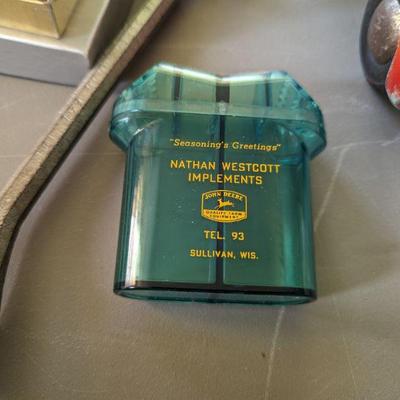 "Seasoning's Greetings"
NATHAN WESTCOTT
IMPLEMENTS
JOHN DEERE
QUALITY FARM
EQUIPMENT
TEL. 93
SULLIVAN, WIS.